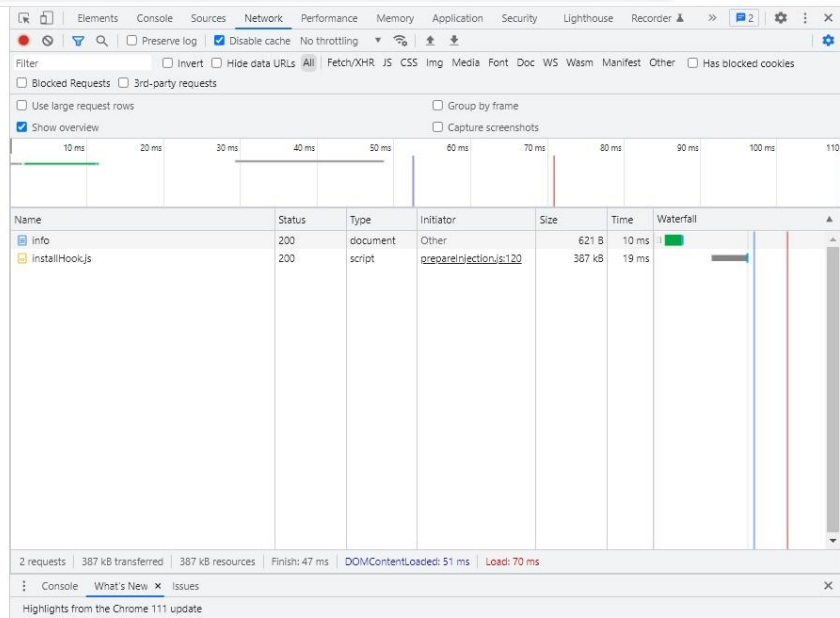 Elements Console Sources Network Performance Memory Application Security Lighthouse Recorder » 2
Preserve log Disable cache No throttling
Filter Invert Hide data URLs All Fetch/XHR JS CSS Img Media Font Doc WS Wasm Manifest Other Has blocked cookies
Blocked Requests 3rd-party requests
Use large request rows Group by frame
Show overview Capture screenshots
10 ms 20 ms 30 ms 40 ms 50 ms 60 ms 70 ms 80 ms 90 ms 100 ms 110
Name Status Type Initiator Size Time Waterfall
info 200 document Other 621 B 10 ms
installHook.js 200 script prepareInjection.js:120 387 kB 19 ms
2 requests 387 kB transferred 387 kB resources Finish: 47 ms DOMContentLoaded: 51 ms Load: 70 ms
Console What's New × Issues
Highlights from the Chrome 111 update